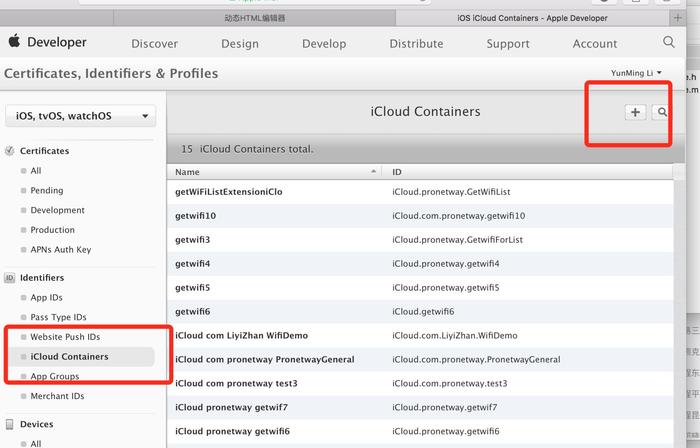 动态HTML编辑器
iOS iCloud Containers - Apple Developer
Developer
Discover
Design
Develop
Distribute
Support
Account
Certificates, Identifiers & Profiles
YunMing Li
iOS, tvOS, watchOS
iCloud Containers
15 iCloud Containers total.
Certificates
All
Pending
Development
Production
APNs Auth Key
Identifiers
App IDs
Pass Type IDs
Website Push IDs
iCloud Containers
App Groups
Merchant IDs
Devices
All
Name ID
getWiFiListExtensioniClo iCloud.pronetway.GetWifiList
getwifi10 iCloud.com.pronetway.getwifi10
getwifi3 iCloud.pronetway.GetwifiForList
getwifi4 iCloud.pronetway.getwifi4
getwifi5 iCloud.pronetway.getwifi5
getwifi6 iCloud.getwifi6
iCloud com LiyiZhan WifiDemo iCloud.com.LiyiZhan.WifiDemo
iCloud com pronetway PronetwayGeneral iCloud.com.pronetway.PronetwayGeneral
iCloud com pronetway test3 iCloud.com.pronetway.test3
iCloud pronetway getwif7 iCloud.pronetway.getwif7
iCloud pronetway getwifi6 iCloud.pronetway.getwifi6
e.h
e.m